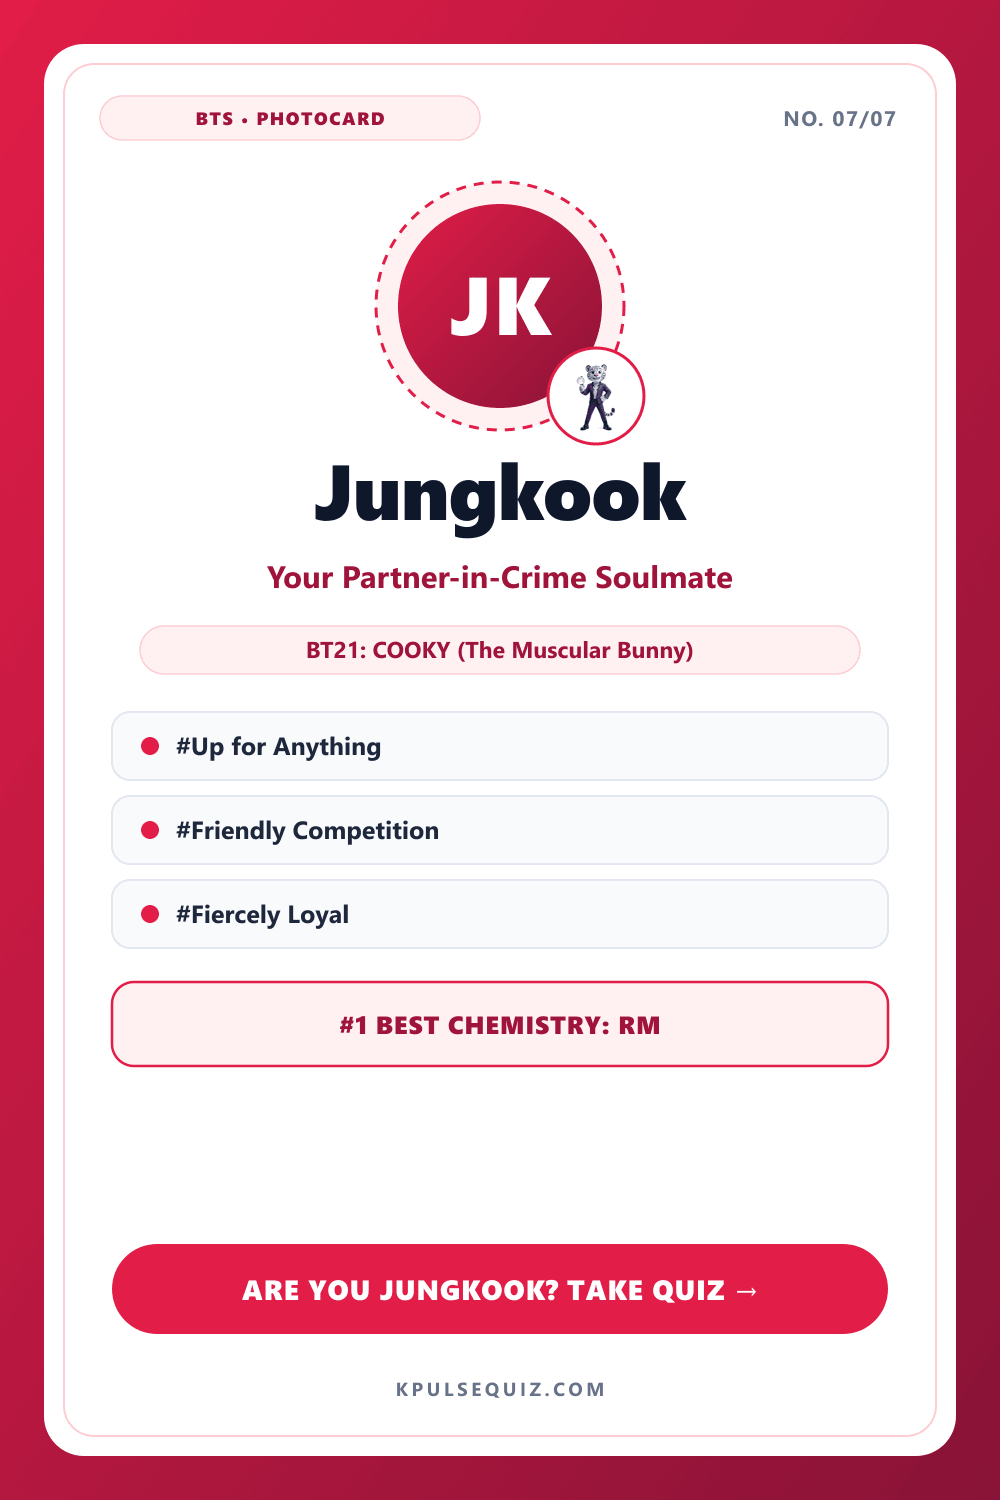 BTS • PHOTOCARD
NO. 07/07
JK
Jungkook
Your Partner-in-Crime Soulmate
BT21: COOKY (The Muscular Bunny)
#Up for Anything
#Friendly Competition
#Fiercely Loyal
#1 BEST CHEMISTRY: RM
ARE YOU JUNGKOOK? TAKE QUIZ →
KPULSEQUIZ.COM